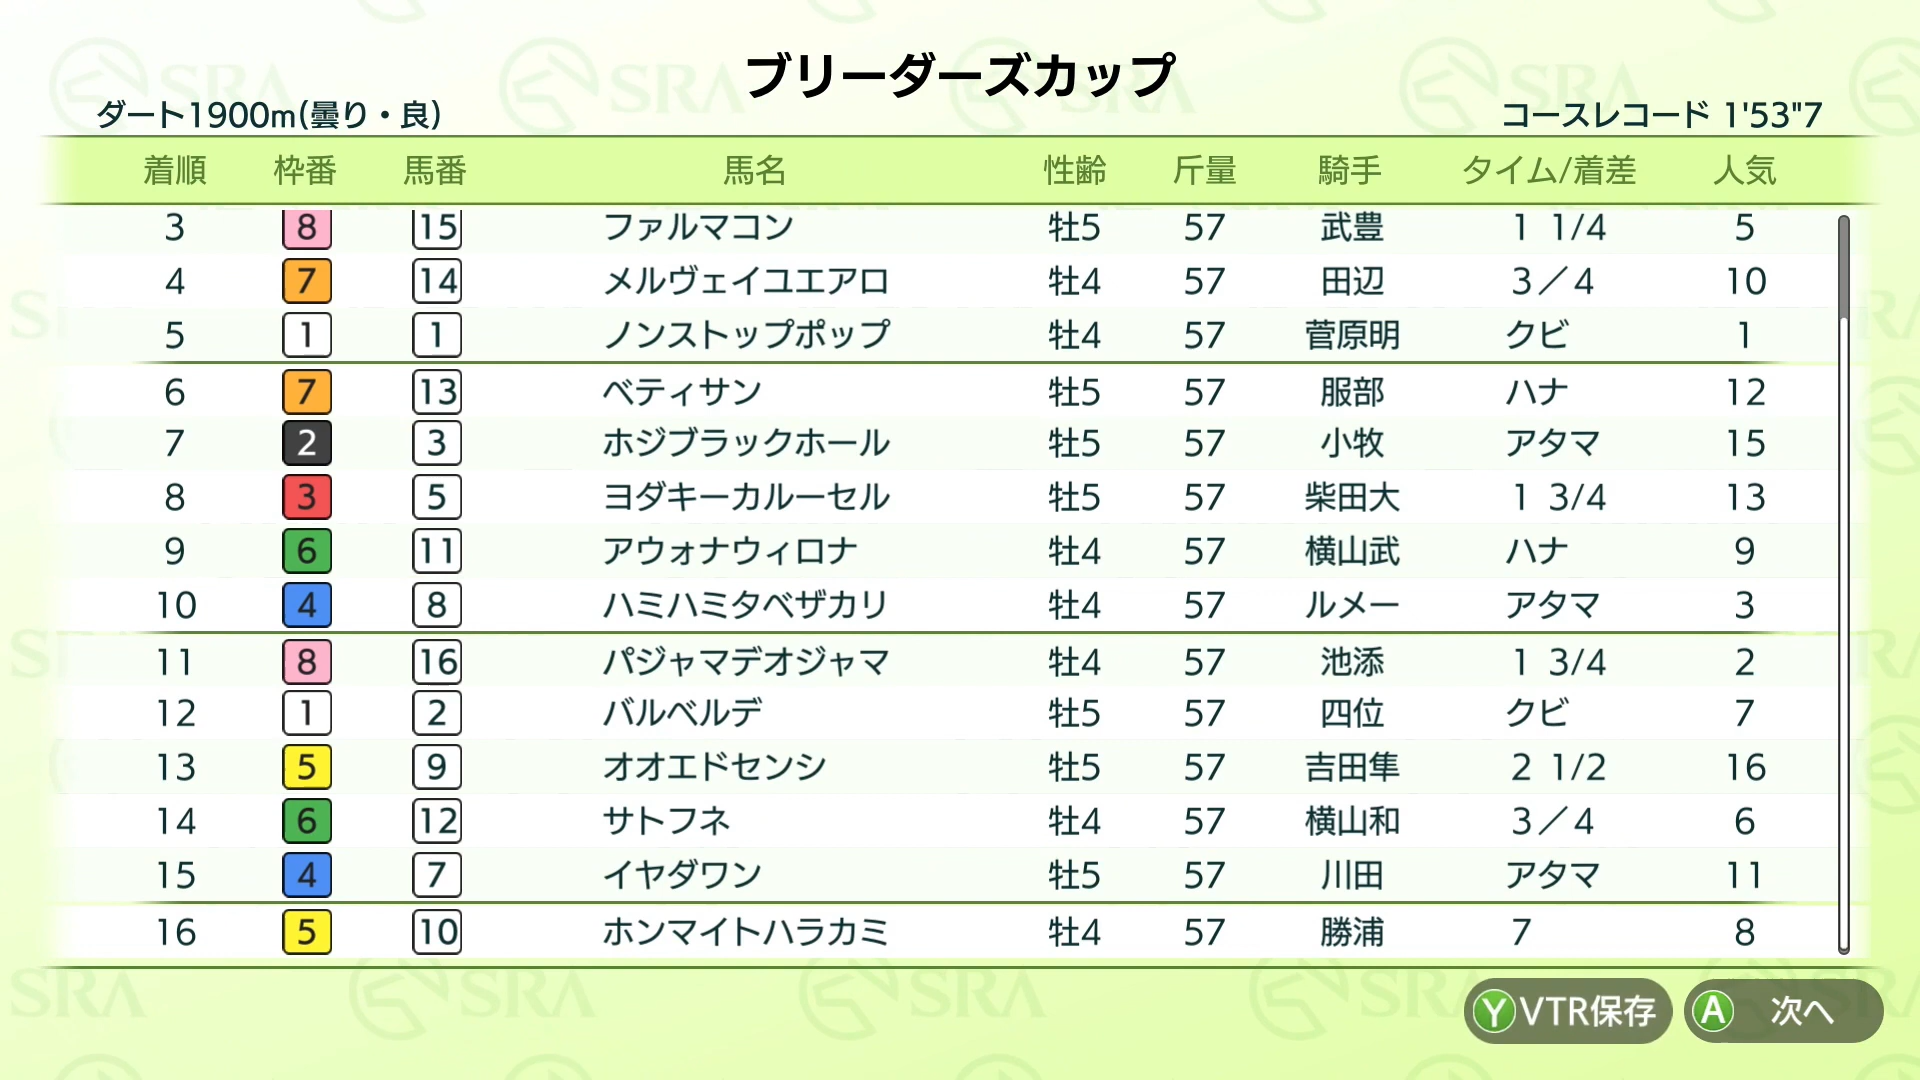 ブリーダーズカップ
ダート1900m(曇り・良) コースレコード 1'53"7
着順 枠番 馬番 馬名 性齢 斤量 騎手 タイム/着差 人気
3 8 15 ファルマコン 牡5 57 武豊 1 1/4 5
4 7 14 メルヴェイユエアロ 牡4 57 田辺 3／4 10
5 1 1 ノンストップポップ 牡4 57 菅原明 クビ 1
6 7 13 ベティサン 牡5 57 服部 ハナ 12
7 2 3 ホジブラックホール 牡5 57 小牧 アタマ 15
8 3 5 ヨダキーカルーセル 牡5 57 柴田大 1 3/4 13
9 6 11 アウォナウィロナ 牡4 57 横山武 ハナ 9
10 4 8 ハミハミタベザカリ 牡4 57 ルメー アタマ 3
11 8 16 パジャマデオジャマ 牡4 57 池添 1 3/4 2
12 1 2 バルベルデ 牡5 57 四位 クビ 7
13 5 9 オオエドセンシ 牡5 57 吉田隼 2 1/2 16
14 6 12 サトフネ 牡4 57 横山和 3／4 6
15 4 7 イヤダワン 牡5 57 川田 アタマ 11
16 5 10 ホンマイトハラカミ 牡4 57 勝浦 7 8
Y VTR保存 A 次へ